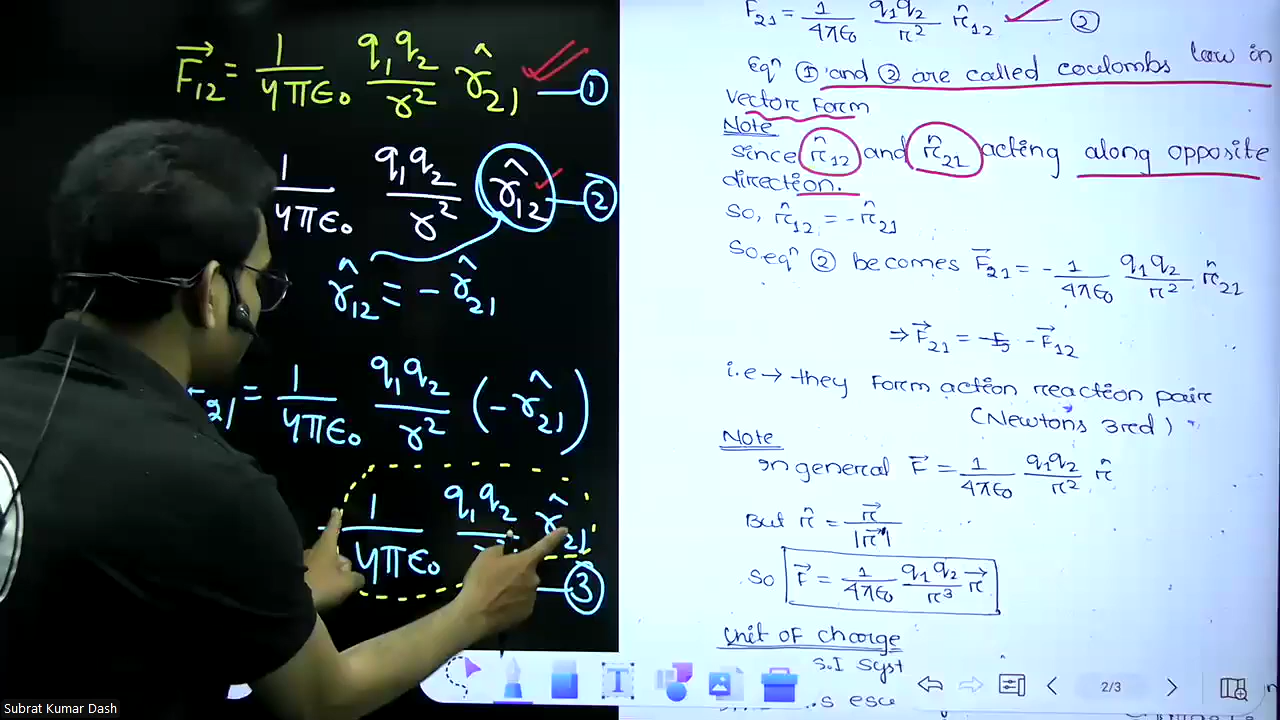 F⃗12 = 1/4πϵ0 q1q2/r² r̂21 — ①
1/4πϵ0 q1q2/r² r̂12 — ②
r̂12 = - r̂21
21 = 1/4πϵ0 q1q2/r² (- r̂21)
1/4πϵ0 q1q2 r̂21
③
Subrat Kumar Dash
F21 = 1/4πϵ0 q1q2/r² r̂12 — ②
Eqⁿ ① and ② are called coulombs law in
vector form
Note
Since r̂12 and r̂21 acting along opposite
direction.
So, r̂12 = - r̂21
So eqⁿ ② becomes F⃗21 = - 1/4πϵ0 q1q2/r² r̂21
⇒ F⃗21 = - F⃗12
i.e → they form action reaction pair
(Newtons 3rd)
Note
In general F⃗ = 1/4πϵ0 q1q2/r² r̂
But r̂ = r⃗/|r⃗|
So F⃗ = 1/4πϵ0 q1q2/r³ r⃗
Unit of charge
S.I syst
s escu
T
2/3